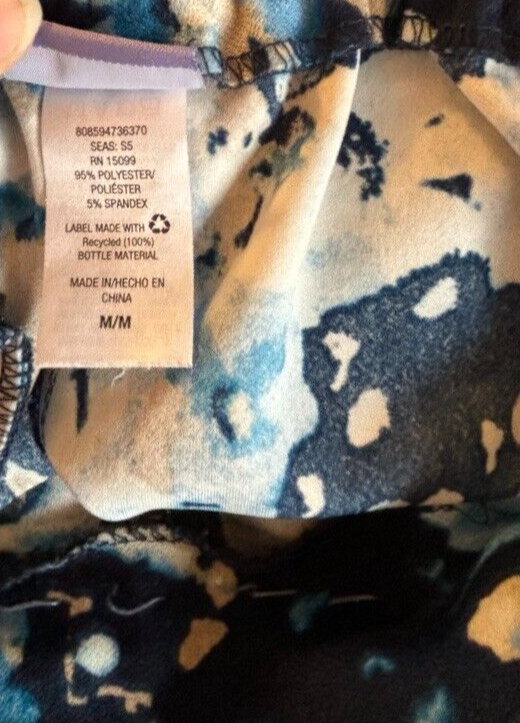 808594736370
SEAS: S5
RN 15099
95% POLYESTER/
POLIÉSTER
5% SPANDEX
LABEL MADE WITH
Recycled (100%)
BOTTLE MATERIAL
MADE IN/HECHO EN
CHINA
M/M